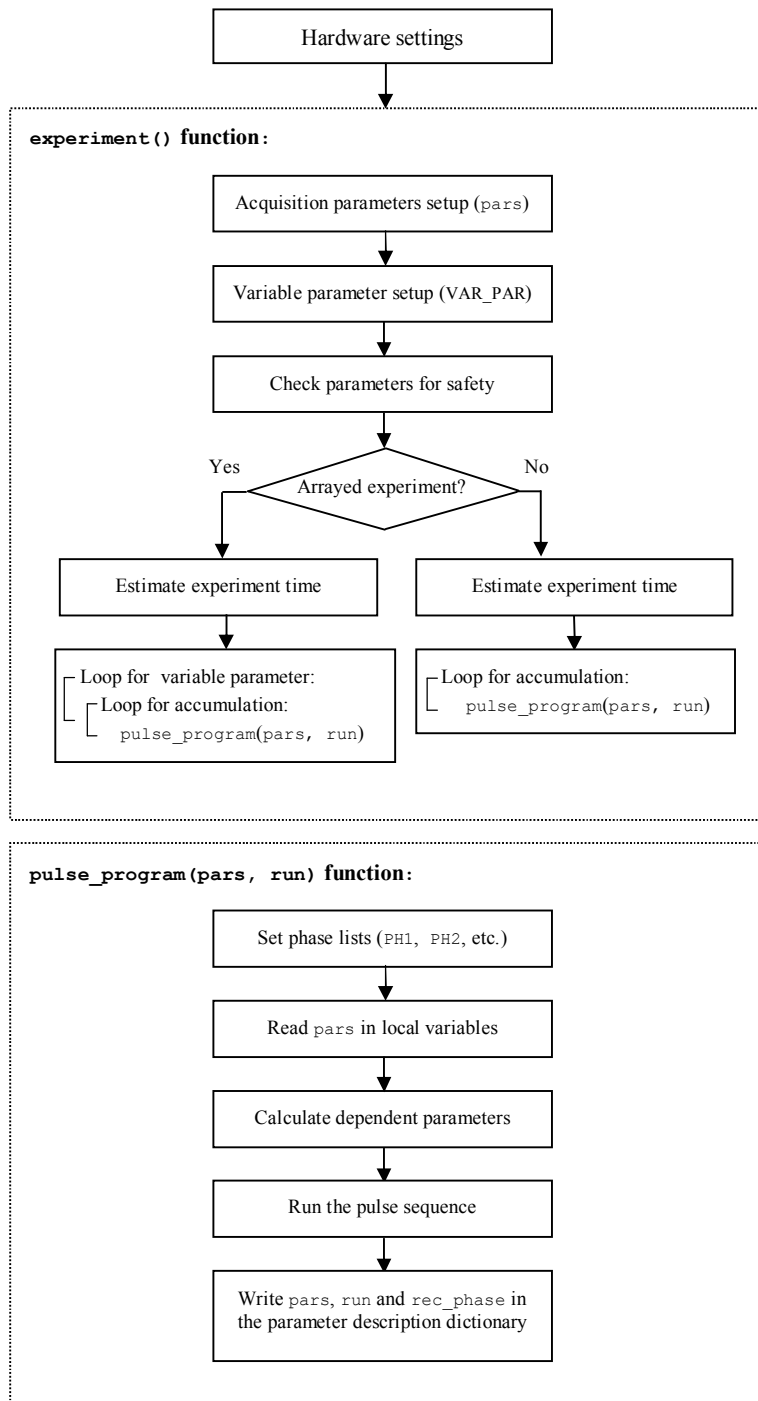 Hardware settings
experiment() function:
Acquisition parameters setup (pars)
Variable parameter setup (VAR_PAR)
Check parameters for safety
Yes
No
Arrayed experiment?
Estimate experiment time
Estimate experiment time
Loop for variable parameter:
Loop for accumulation:
pulse_program(pars, run)
Loop for accumulation:
pulse_program(pars, run)
pulse_program(pars, run) function:
Set phase lists (PH1, PH2, etc.)
Read pars in local variables
Calculate dependent parameters
Run the pulse sequence
Write pars, run and rec_phase in
the parameter description dictionary